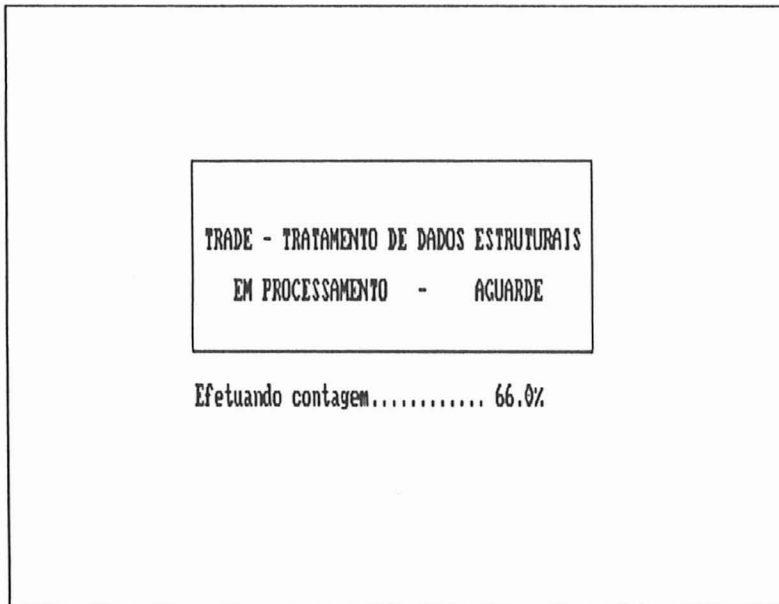 TRADE - TRATAMENTO DE DADOS ESTRUTURAIS
EM PROCESSAMENTO - AGUARDE
Efetuando contagem............ 66.0%